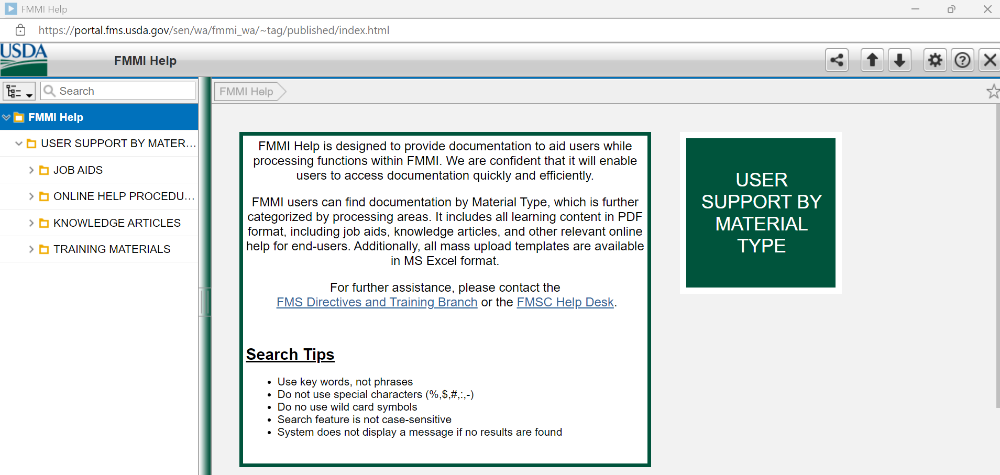 FMMI Help
https://portal.fms.usda.gov/sen/wa/fmmi_wa/~tag/published/index.html
USDA
FMMI Help
Search
FMMI Help
FMMI Help
USER SUPPORT BY MATER...
JOB AIDS
ONLINE HELP PROCEDU...
KNOWLEDGE ARTICLES
TRAINING MATERIALS
FMMI Help is designed to provide documentation to aid users while
processing functions within FMMI. We are confident that it will enable
users to access documentation quickly and efficiently.
FMMI users can find documentation by Material Type, which is further
categorized by processing areas. It includes all learning content in PDF
format, including job aids, knowledge articles, and other relevant online
help for end-users. Additionally, all mass upload templates are available
in MS Excel format.
For further assistance, please contact the
FMS Directives and Training Branch or the FMSC Help Desk.
Search Tips
• Use key words, not phrases
• Do not use special characters (%,$,#,:,-)
• Do no use wild card symbols
• Search feature is not case-sensitive
• System does not display a message if no results are found
USER
SUPPORT BY
MATERIAL
TYPE